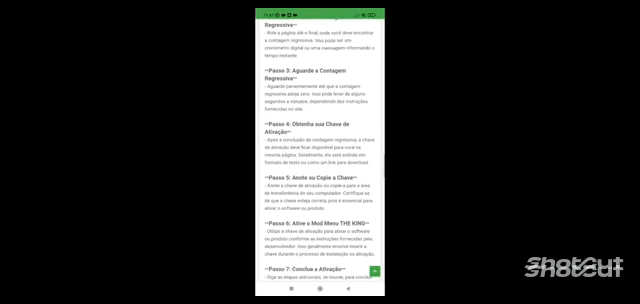 Regressiva**
- Role a página até o final, onde você deve encontrar
a contagem regressiva. Isso pode ser um
cronômetro digital ou uma mensagem informando o
tempo restante.
**Passo 3: Aguarde a Contagem
Regressiva**
- Aguarde pacientemente até que a contagem
regressiva atinja zero. Isso pode levar de alguns
segundos a minutos, dependendo das instruções
fornecidas no site.
**Passo 4: Obtenha sua Chave de
Ativação**
- Após a conclusão da contagem regressiva, a chave
de ativação deve ficar disponível para você na
mesma página. Geralmente, ela será exibida em
formato de texto ou como um link para download.
**Passo 5: Anote ou Copie a Chave**
- Anote a chave de ativação ou copie-a para a área
de transferência do seu computador. Certifique-se
de que a chave esteja correta, pois é essencial para
ativar o software ou produto.
**Passo 6: Ative o Mod Menu THE KING**
- Utilize a chave de ativação para ativar o software
ou produto conforme as instruções fornecidas pelo
desenvolvedor. Isso geralmente envolve inserir a
chave durante o processo de instalação ou ativação.
**Passo 7: Conclua a Ativação**
- Siga as etapas adicionais, se houver, para concluir
Shotcut